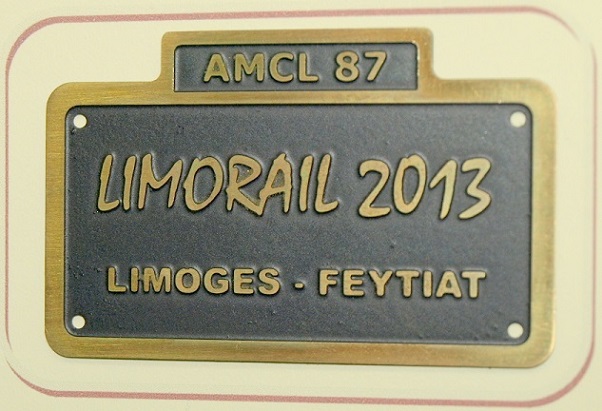 AMCL 87
LIMORAIL 2013
LIMOGES - FEYTIAT